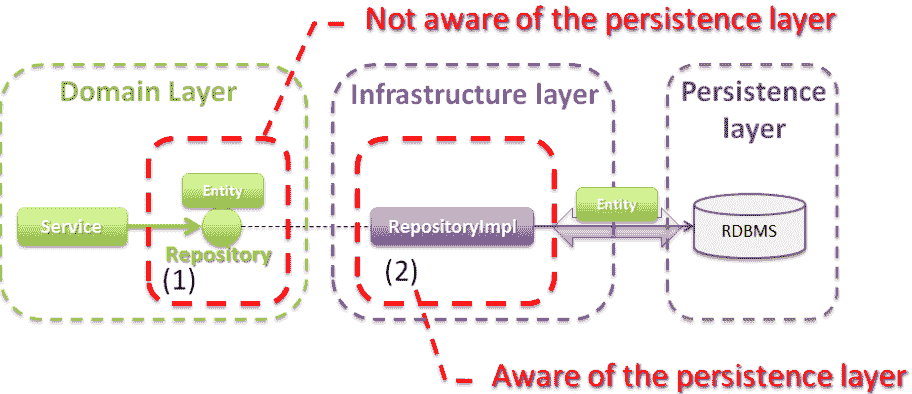 Not aware of the persistence layer
Domain Layer
Infrastructure layer
Persistence
layer
Entity
Service
Repository
(1)
RepositoryImpl
(2)
Entity
RDBMS
Aware of the persistence layer